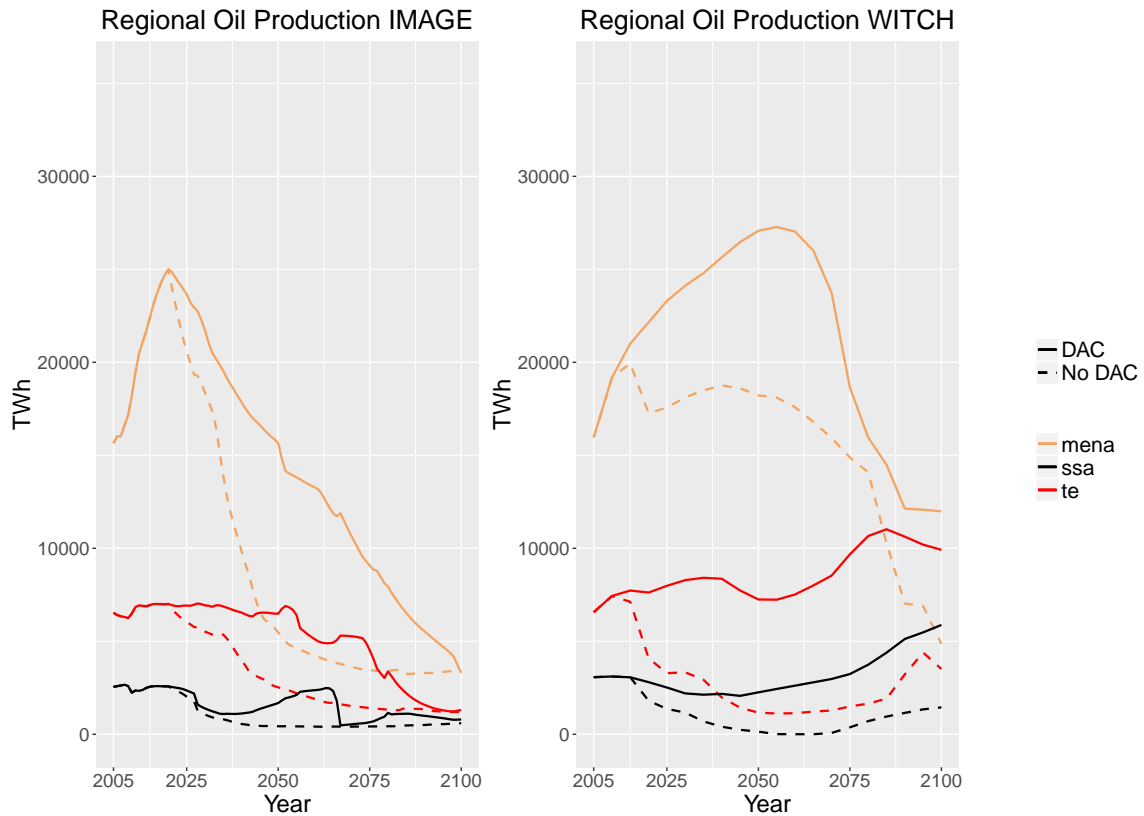 Regional Oil Production IMAGE
TWh
30000
20000
10000
0
2005 2025 2050 2075 2100
Year
Regional Oil Production WITCH
TWh
30000
20000
10000
0
2005 2025 2050 2075 2100
Year
DAC
No DAC
mena
ssa
te